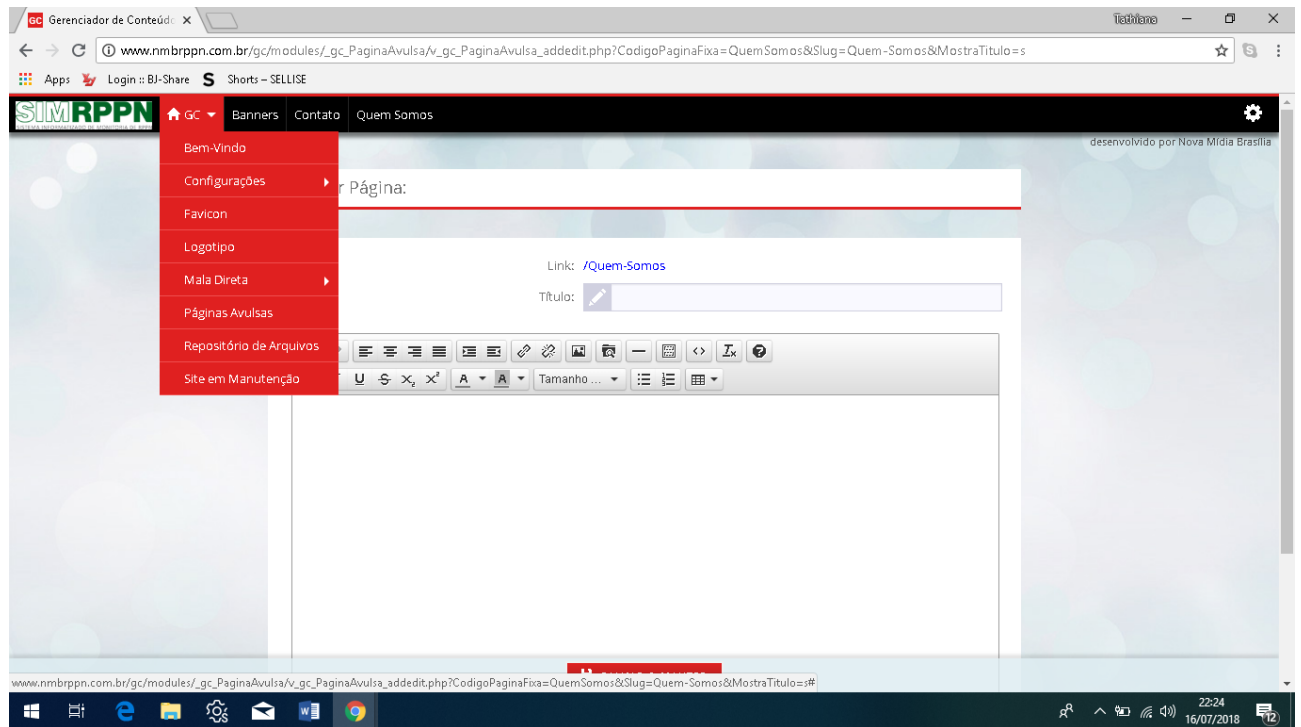 GC Gerenciador de Conteúdo
Tathiana
www.nmbrppn.com.br/gc/modules/_gc_PaginaAvulsa/v_gc_PaginaAvulsa_addedit.php?CodigoPaginaFixa=QuemSomos&Slug=Quem-Somos&MostraTitulo=s
Apps Login :: BJ-Share S Shorts – SELLISE
SIMRPPN GC Banners Contato Quem Somos
desenvolvido por Nova Mídia Brasília
Bem-Vindo
Configurações
r Página:
Favicon
Logotipo
Link: /Quem-Somos
Mala Direta
Título:
Páginas Avulsas
Repositório de Arquivos
Site em Manutenção
U S x₂ x² A A Tamanho ...
www.nmbrppn.com.br/gc/modules/_gc_PaginaAvulsa/v_gc_PaginaAvulsa_addedit.php?CodigoPaginaFixa=QuemSomos&Slug=Quem-Somos&MostraTitulo=s#
22:24
16/07/2018
12